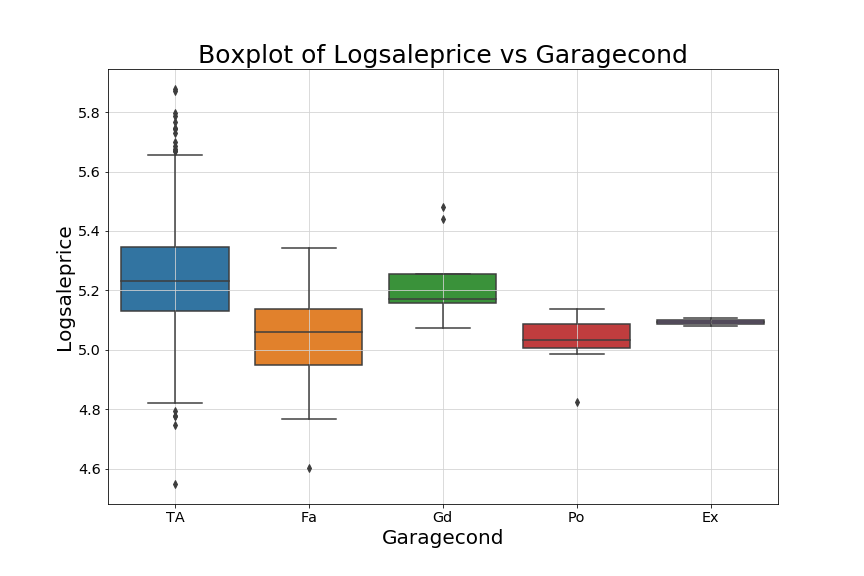 Boxplot of Logsaleprice vs Garagecond
Logsaleprice
5.8
5.6
5.4
5.2
5.0
4.8
4.6
TA Fa Gd Po Ex
Garagecond